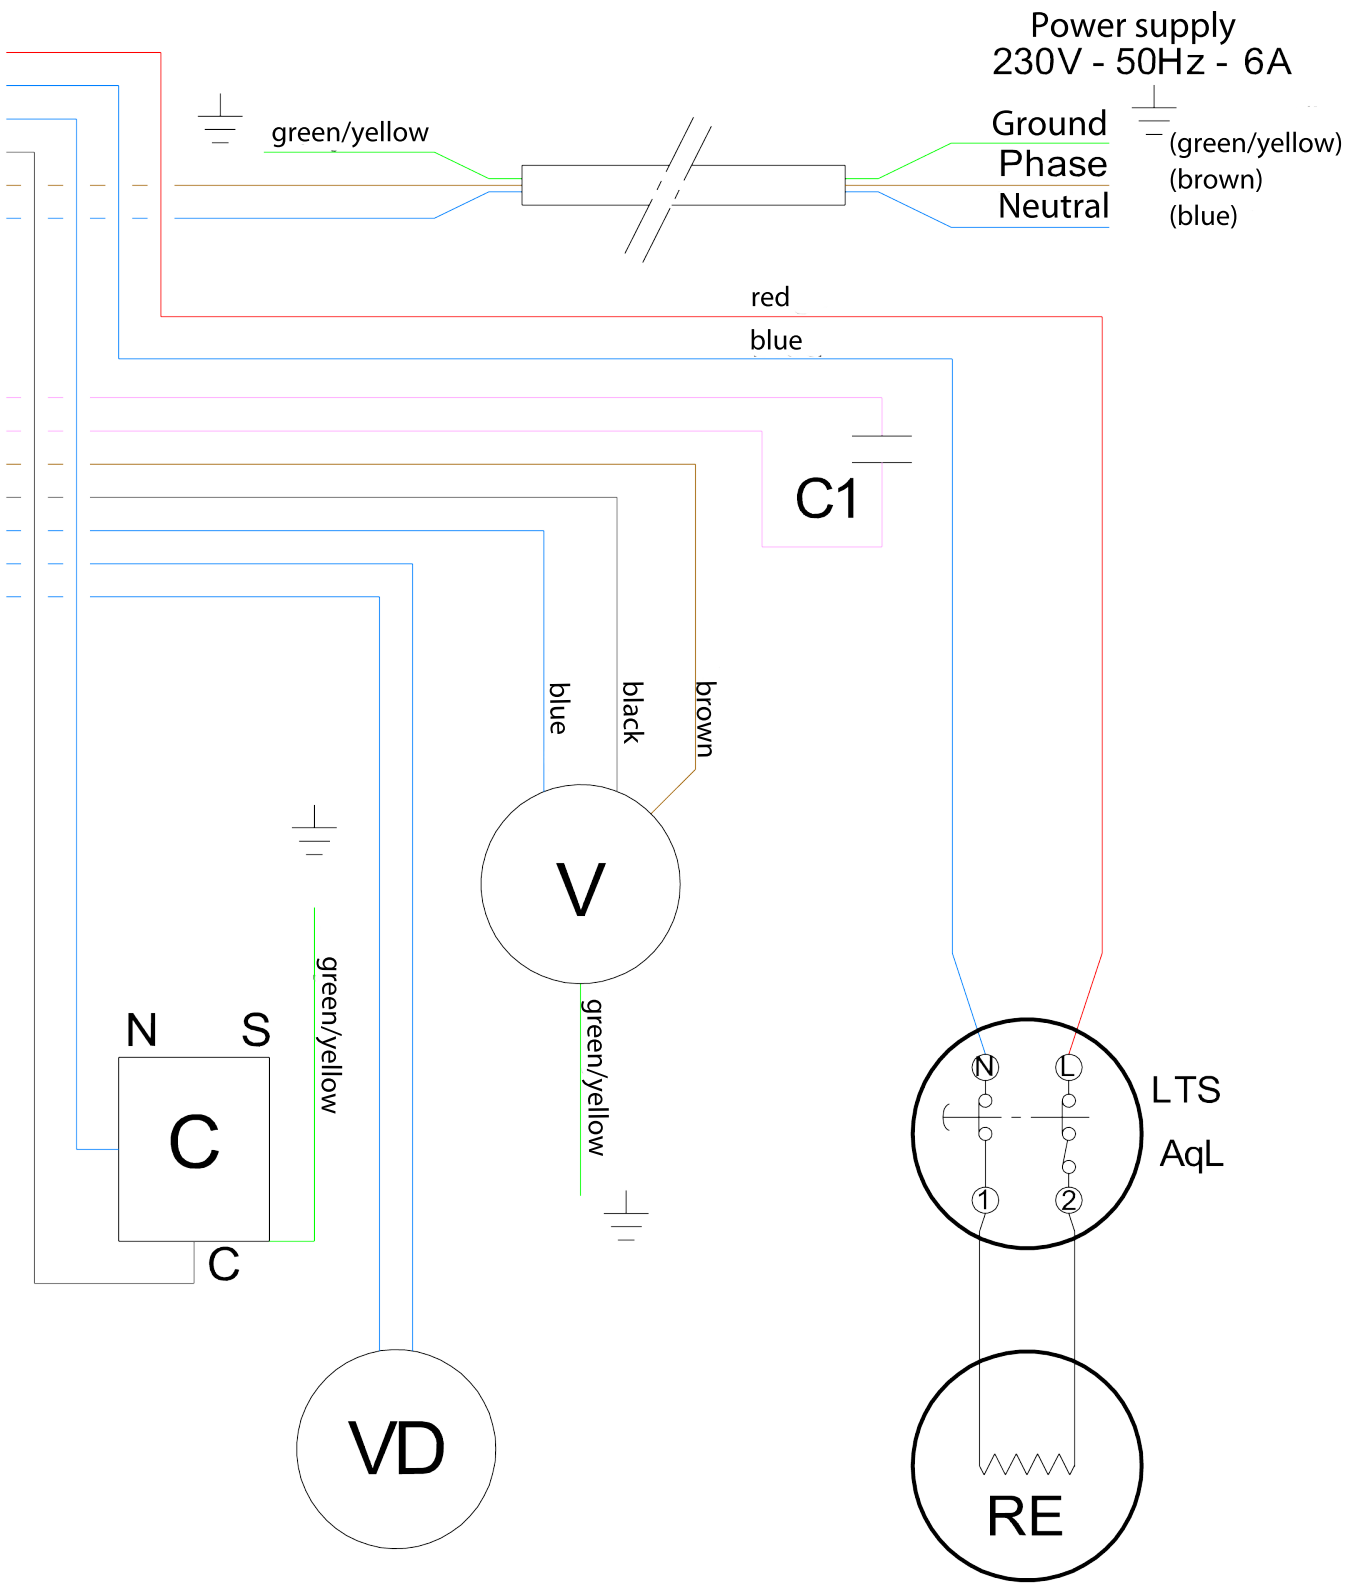 Power supply
230V - 50Hz - 6A
green/yellow
Ground
(green/yellow)
Phase
(brown)
Neutral
(blue)
red
blue
C1
blue
black
brown
V
green/yellow
green/yellow
N S
C
C
VD
N L
LTS
AqL
1 2
RE